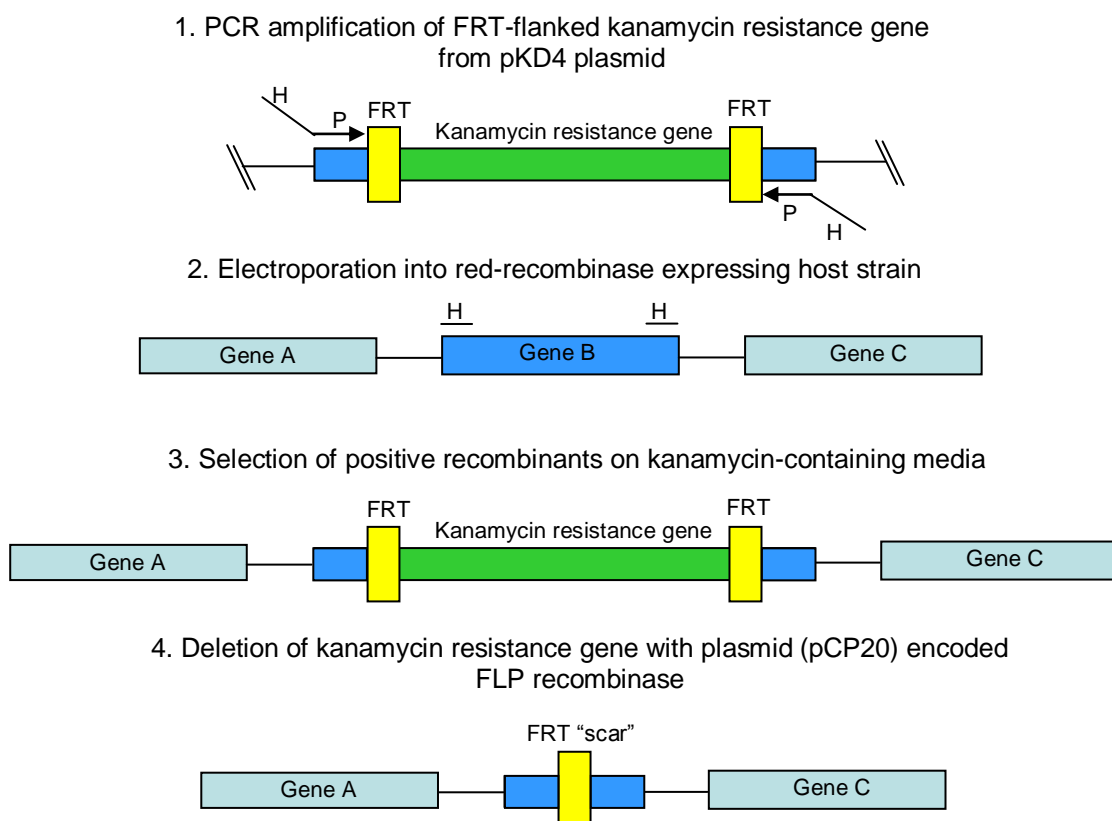 1. PCR amplification of FRT-flanked kanamycin resistance gene
from pKD4 plasmid
H
P
FRT
Kanamycin resistance gene
FRT
P
H
2. Electroporation into red-recombinase expressing host strain
H
H
Gene A
Gene B
Gene C
3. Selection of positive recombinants on kanamycin-containing media
FRT
Kanamycin resistance gene
FRT
Gene A
Gene C
4. Deletion of kanamycin resistance gene with plasmid (pCP20) encoded
FLP recombinase
FRT “scar”
Gene A
Gene C